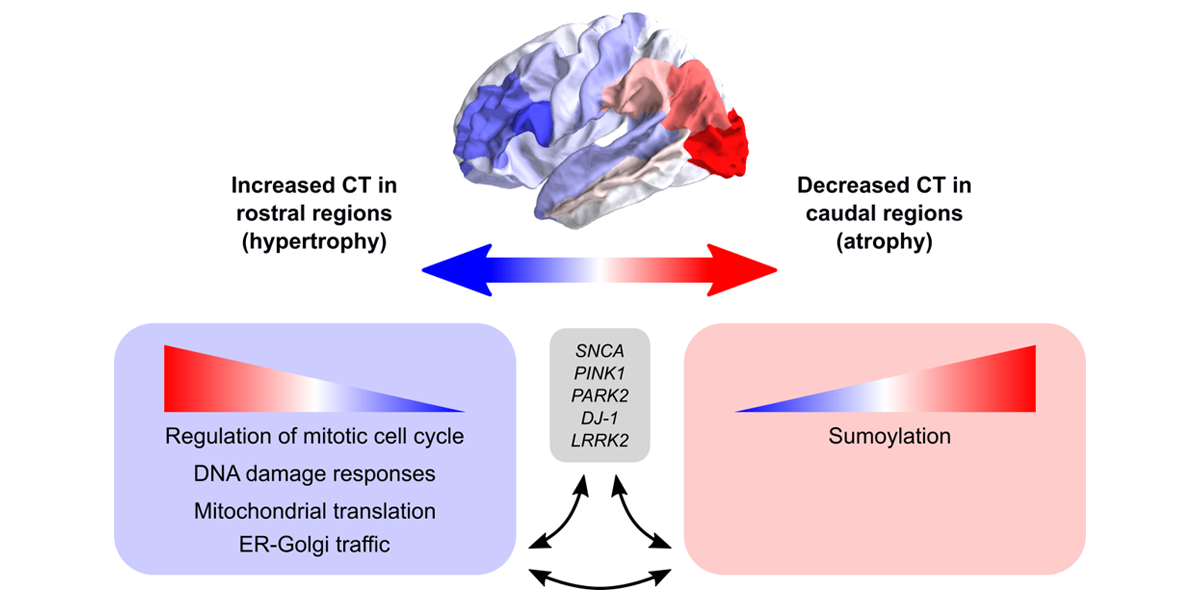 Increased CT in
rostral regions
(hypertrophy)
Decreased CT in
caudal regions
(atrophy)
Regulation of mitotic cell cycle
DNA damage responses
Mitochondrial translation
ER-Golgi traffic
SNCA
PINK1
PARK2
DJ-1
LRRK2
Sumoylation